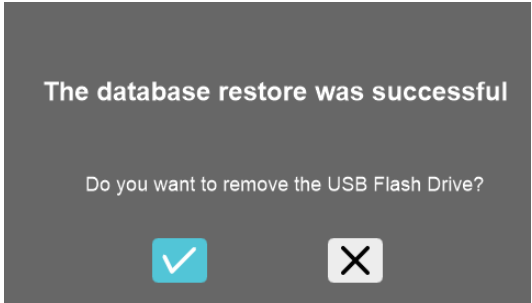 The database restore was successful
Do you want to remove the USB Flash Drive?